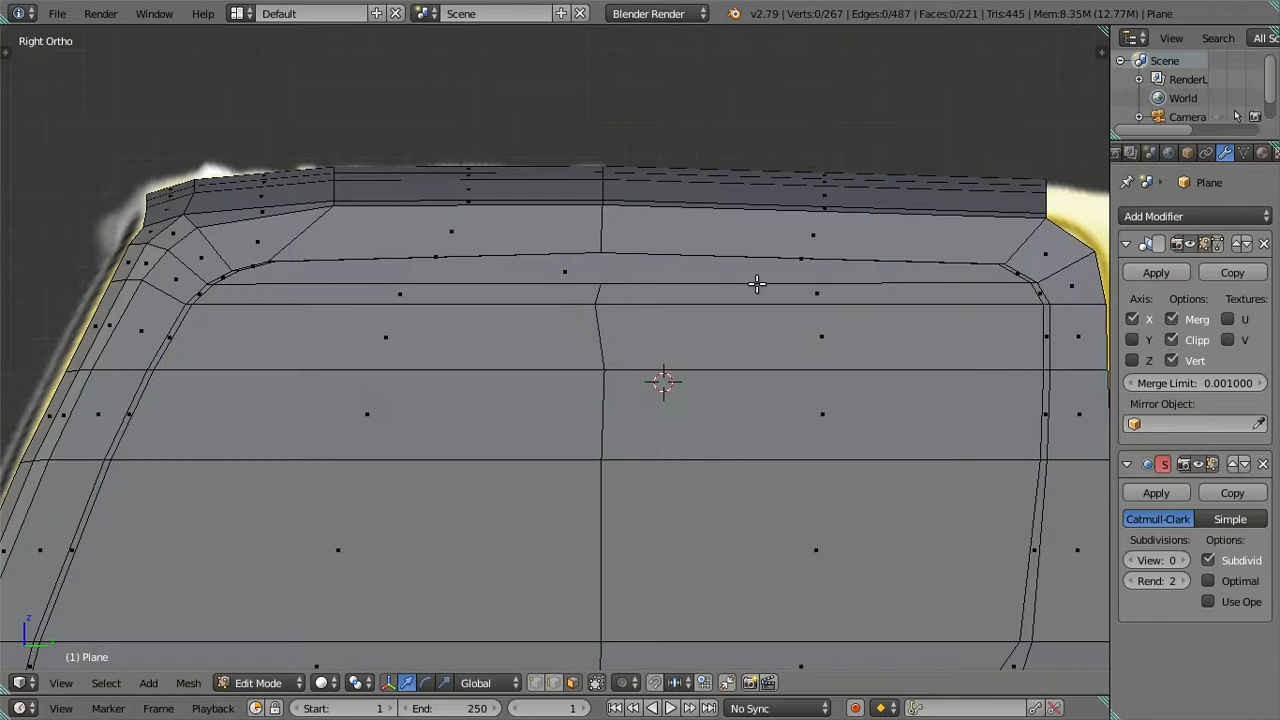 File Render Window Help Default Scene Blender Render v2.79 | Verts:0/267 | Edges:0/487 | Faces:0/221 | Tris:445 | Mem:8.35M (12.77M) | Plane
Right Ortho
View Search All Sc
Scene
RenderL
World
Camera
Plane
Add Modifier
Apply Copy
Axis: Options: Textures:
X Merg U
Y Clipp V
Z Vert
Merge Limit: 0.001000
Mirror Object:
S
Apply Copy
Catmull-Clark Simple
Subdivisions: Options:
View: 0 Subdivid
Rend: 2 Optimal
Use Ope
z
y
(1) Plane
View Select Add Mesh Edit Mode Global
View Marker Frame Playback Start: 1 End: 250 1 No Sync